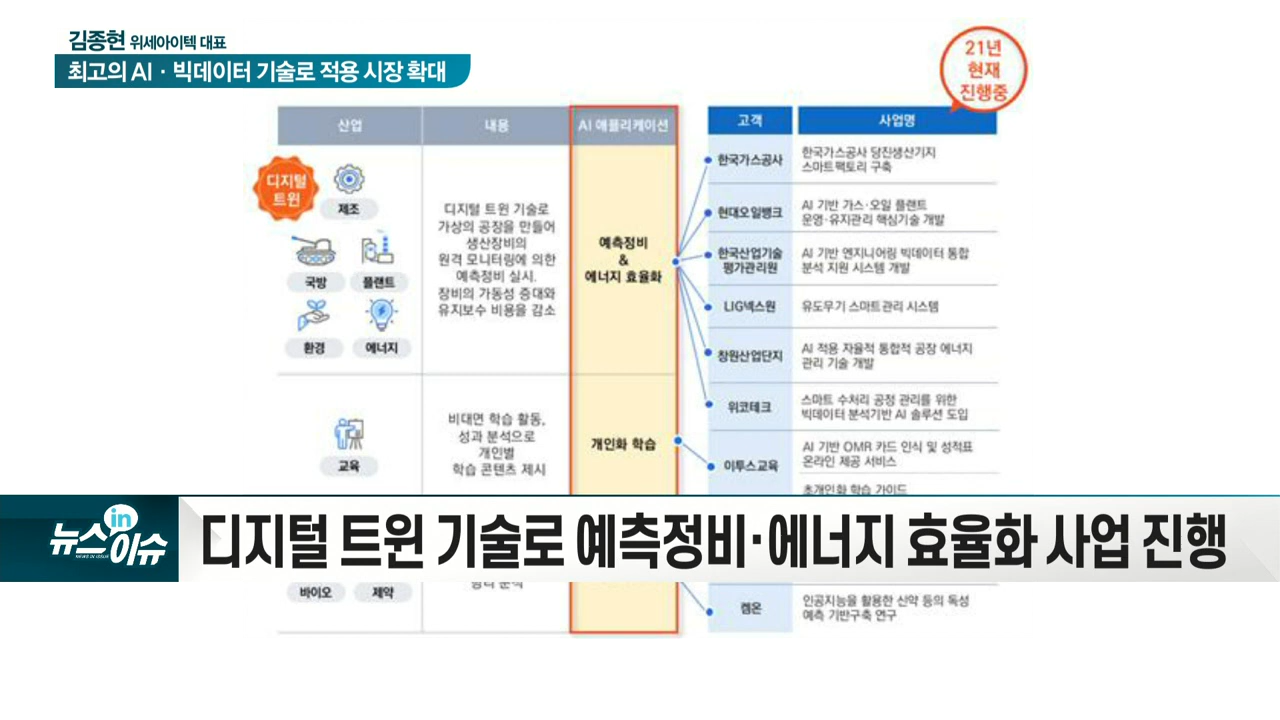 김종현 위세아이텍 대표
최고의 AI · 빅데이터 기술로 적용 시장 확대
21년
현재
진행중
산업
내용
AI 애플리케이션
고객
사업명
디지털
트윈
제조
국방
플랜트
환경
에너지
디지털 트윈 기술로
가상의 공장을 만들어
생산장비의
원격 모니터링에 의한
예측정비 실시.
장비의 가동성 증대와
유지보수 비용을 감소
예측정비
&
에너지 효율화
한국가스공사
한국가스공사 당진생산기지
스마트팩토리 구축
현대오일뱅크
AI 기반 가스·오일 플랜트
운영·유지관리 핵심기술 개발
한국산업기술
평가관리원
AI 기반 엔지니어링 빅데이터 통합
분석 지원 시스템 개발
LIG넥스원
유도무기 스마트관리 시스템
창원산업단지
AI 적용 자율적 통합적 공장 에너지
관리 기술 개발
위코테크
스마트 수처리 공정 관리를 위한
빅데이터 분석기반 AI 솔루션 도입
교육
비대면 학습 활동,
성과 분석으로
개인별
학습 콘텐츠 제시
개인화 학습
이투스교육
AI 기반 OMR 카드 인식 및 성적표
온라인 제공 서비스
초개인화 학습 가이드
뉴스in이슈
NEWS IN ISSUE
디지털 트윈 기술로 예측정비·에너지 효율화 사업 진행
바이오
제약
켐온
인공지능을 활용한 신약 등의 독성
예측 기반구축 연구